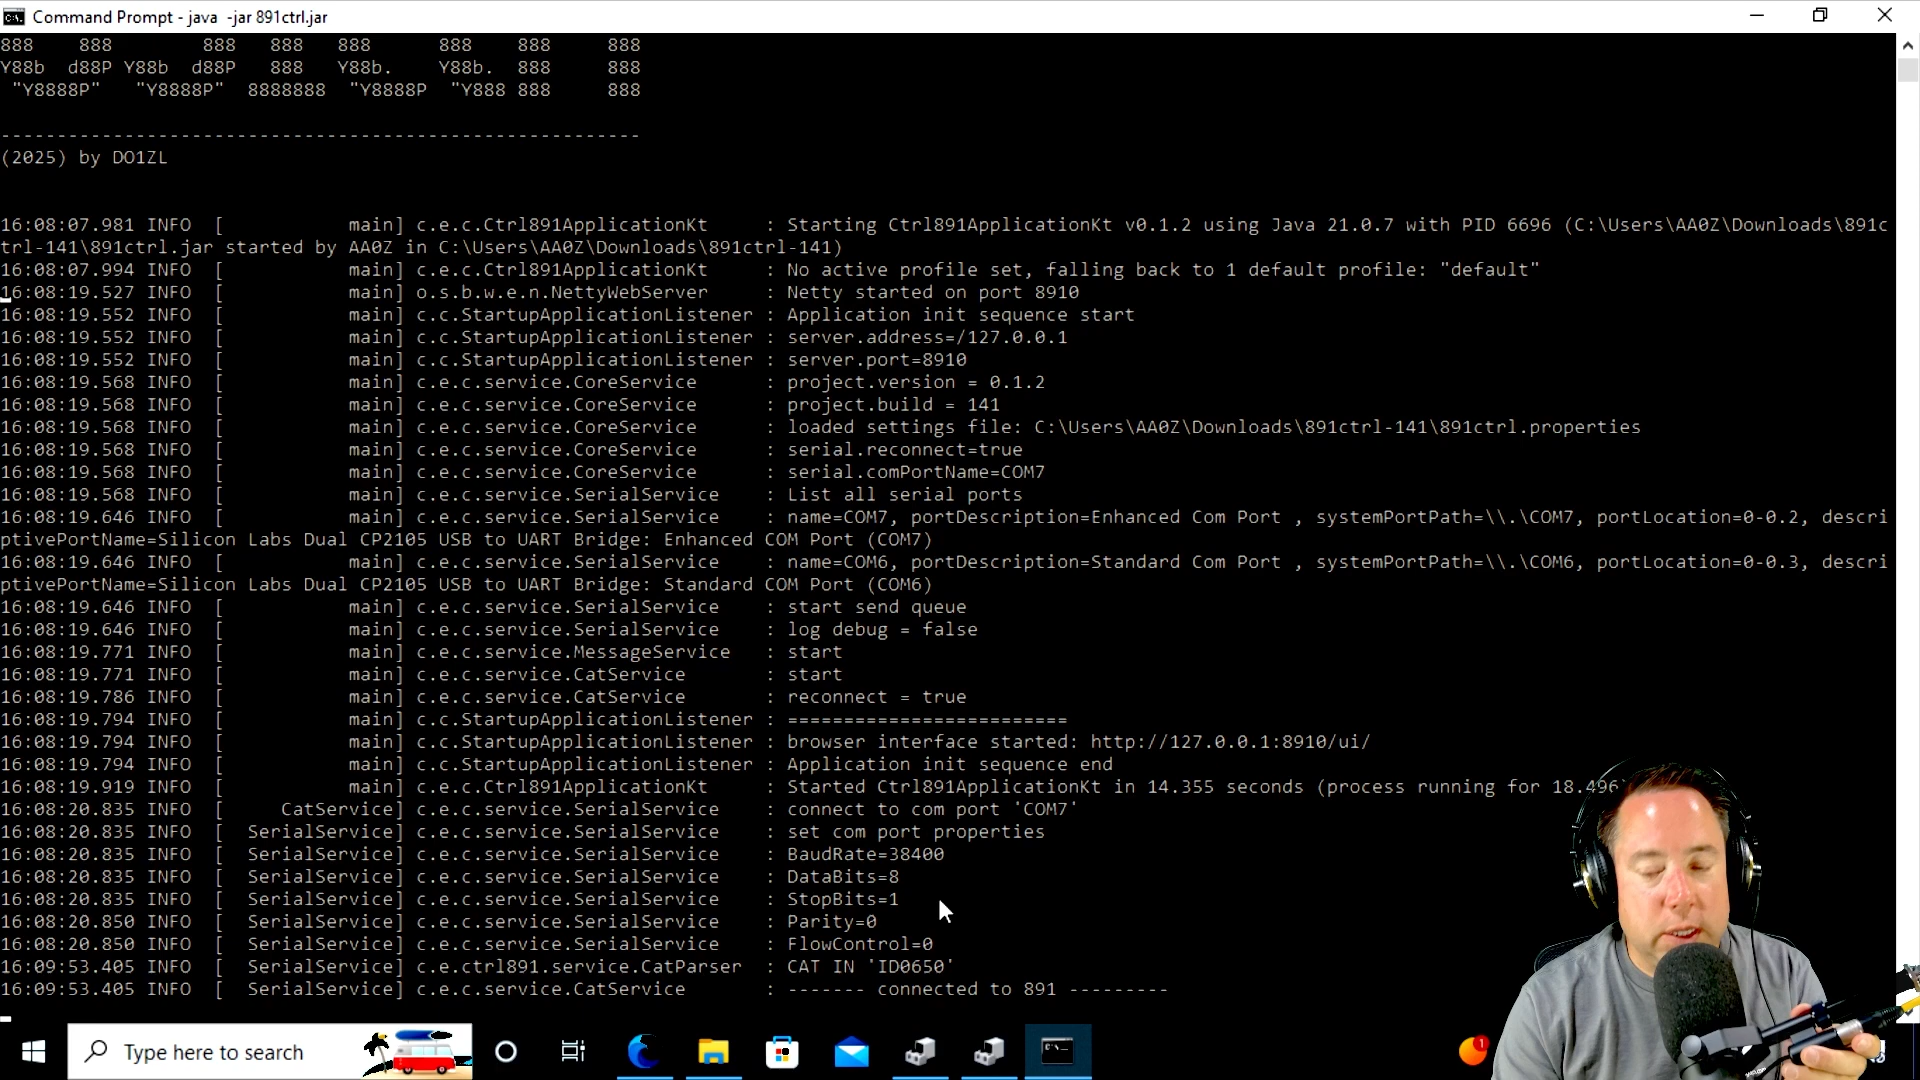 Command Prompt - java  -jar 891ctrl.jar
888    888        888   888   888      888    888     888
Y88b  d88P Y88b  d88P   888   Y88b.    Y88b.  888     888
 "Y8888P"   "Y8888P"  8888888  "Y8888P  "Y888 888     888
---------------------------------------------------------
(2025) by DO1ZL
16:08:07.981 INFO  [           main] c.e.c.Ctrl891ApplicationKt     : Starting Ctrl891ApplicationKt v0.1.2 using Java 21.0.7 with PID 6696 (C:\Users\AA0Z\Downloads\891c
trl-141\891ctrl.jar started by AA0Z in C:\Users\AA0Z\Downloads\891ctrl-141)
16:08:07.994 INFO  [           main] c.e.c.Ctrl891ApplicationKt     : No active profile set, falling back to 1 default profile: "default"
16:08:19.527 INFO  [           main] o.s.b.w.e.n.NettyWebServer     : Netty started on port 8910
16:08:19.552 INFO  [           main] c.c.StartupApplicationListener : Application init sequence start
16:08:19.552 INFO  [           main] c.c.StartupApplicationListener : server.address=/127.0.0.1
16:08:19.552 INFO  [           main] c.c.StartupApplicationListener : server.port=8910
16:08:19.568 INFO  [           main] c.e.c.service.CoreService      : project.version = 0.1.2
16:08:19.568 INFO  [           main] c.e.c.service.CoreService      : project.build = 141
16:08:19.568 INFO  [           main] c.e.c.service.CoreService      : loaded settings file: C:\Users\AA0Z\Downloads\891ctrl-141\891ctrl.properties
16:08:19.568 INFO  [           main] c.e.c.service.CoreService      : serial.reconnect=true
16:08:19.568 INFO  [           main] c.e.c.service.CoreService      : serial.comPortName=COM7
16:08:19.568 INFO  [           main] c.e.c.service.SerialService    : List all serial ports
16:08:19.646 INFO  [           main] c.e.c.service.SerialService    : name=COM7, portDescription=Enhanced Com Port , systemPortPath=\\.\COM7, portLocation=0-0.2, descri
ptivePortName=Silicon Labs Dual CP2105 USB to UART Bridge: Enhanced COM Port (COM7)
16:08:19.646 INFO  [           main] c.e.c.service.SerialService    : name=COM6, portDescription=Standard Com Port , systemPortPath=\\.\COM6, portLocation=0-0.3, descri
ptivePortName=Silicon Labs Dual CP2105 USB to UART Bridge: Standard COM Port (COM6)
16:08:19.646 INFO  [           main] c.e.c.service.SerialService    : start send queue
16:08:19.646 INFO  [           main] c.e.c.service.SerialService    : log debug = false
16:08:19.771 INFO  [           main] c.e.c.service.MessageService   : start
16:08:19.771 INFO  [           main] c.e.c.service.CatService       : start
16:08:19.786 INFO  [           main] c.e.c.service.CatService       : reconnect = true
16:08:19.794 INFO  [           main] c.c.StartupApplicationListener : =========================
16:08:19.794 INFO  [           main] c.c.StartupApplicationListener : browser interface started: http://127.0.0.1:8910/ui/
16:08:19.794 INFO  [           main] c.c.StartupApplicationListener : Application init sequence end
16:08:19.919 INFO  [           main] c.e.c.Ctrl891ApplicationKt     : Started Ctrl891ApplicationKt in 14.355 seconds (process running for 18.496)
16:08:20.835 INFO  [     CatService] c.e.c.service.SerialService    : connect to com port 'COM7'
16:08:20.835 INFO  [  SerialService] c.e.c.service.SerialService    : set com port properties
16:08:20.835 INFO  [  SerialService] c.e.c.service.SerialService    : BaudRate=38400
16:08:20.835 INFO  [  SerialService] c.e.c.service.SerialService    : DataBits=8
16:08:20.835 INFO  [  SerialService] c.e.c.service.SerialService    : StopBits=1
16:08:20.850 INFO  [  SerialService] c.e.c.service.SerialService    : Parity=0
16:08:20.850 INFO  [  SerialService] c.e.c.service.SerialService    : FlowControl=0
16:09:53.405 INFO  [  SerialService] c.e.ctrl891.service.CatParser  : CAT IN 'ID0650'
16:09:53.405 INFO  [  SerialService] c.e.c.service.CatService       : ------- connected to 891 ---------
Type here to search
1